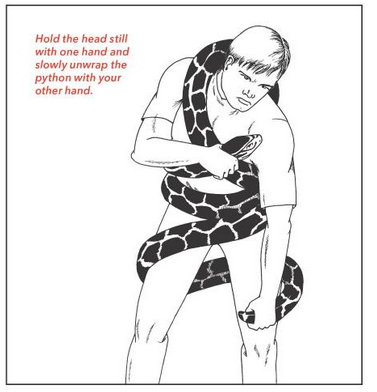 Hold the head still
with one hand and
slowly unwrap the
python with your
other hand.